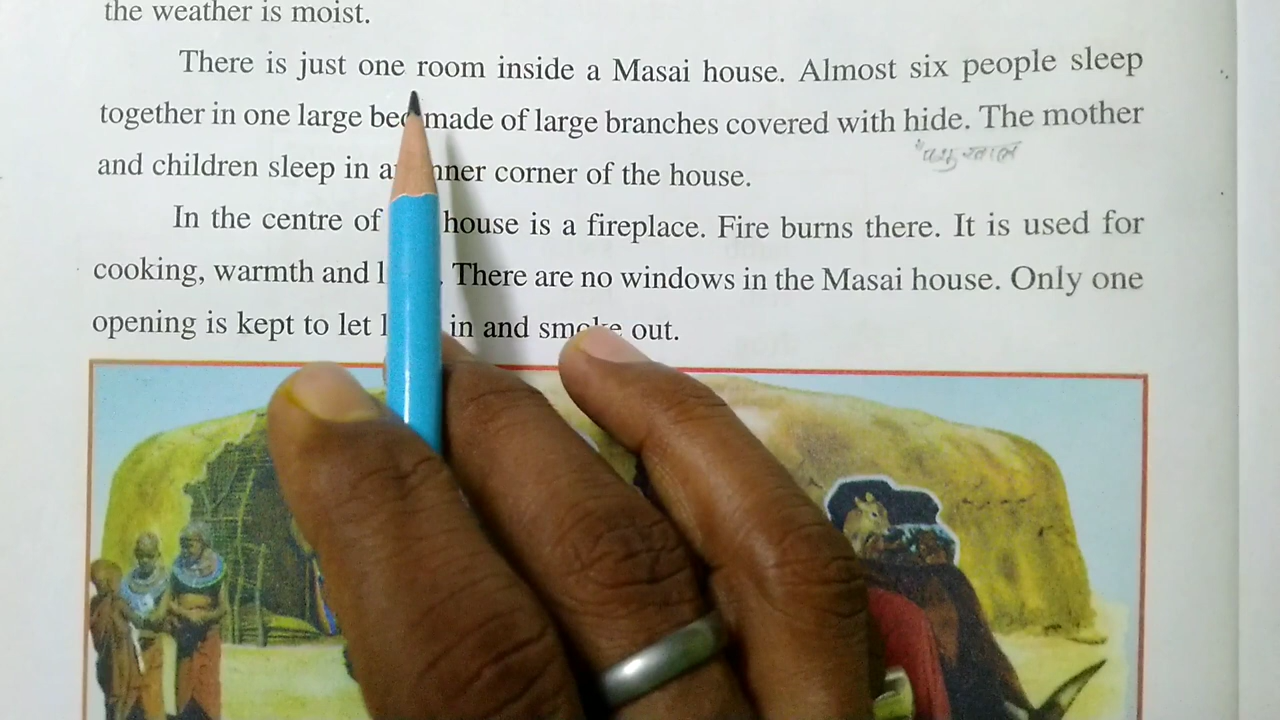 the weather is moist.
There is just one room inside a Masai house. Almost six people sleep
together in one large bed made of large branches covered with hide. The mother
पशु खाल
and children sleep in a nner corner of the house.
In the centre of house is a fireplace. Fire burns there. It is used for
cooking, warmth and l . There are no windows in the Masai house. Only one
opening is kept to let l in and smoke out.